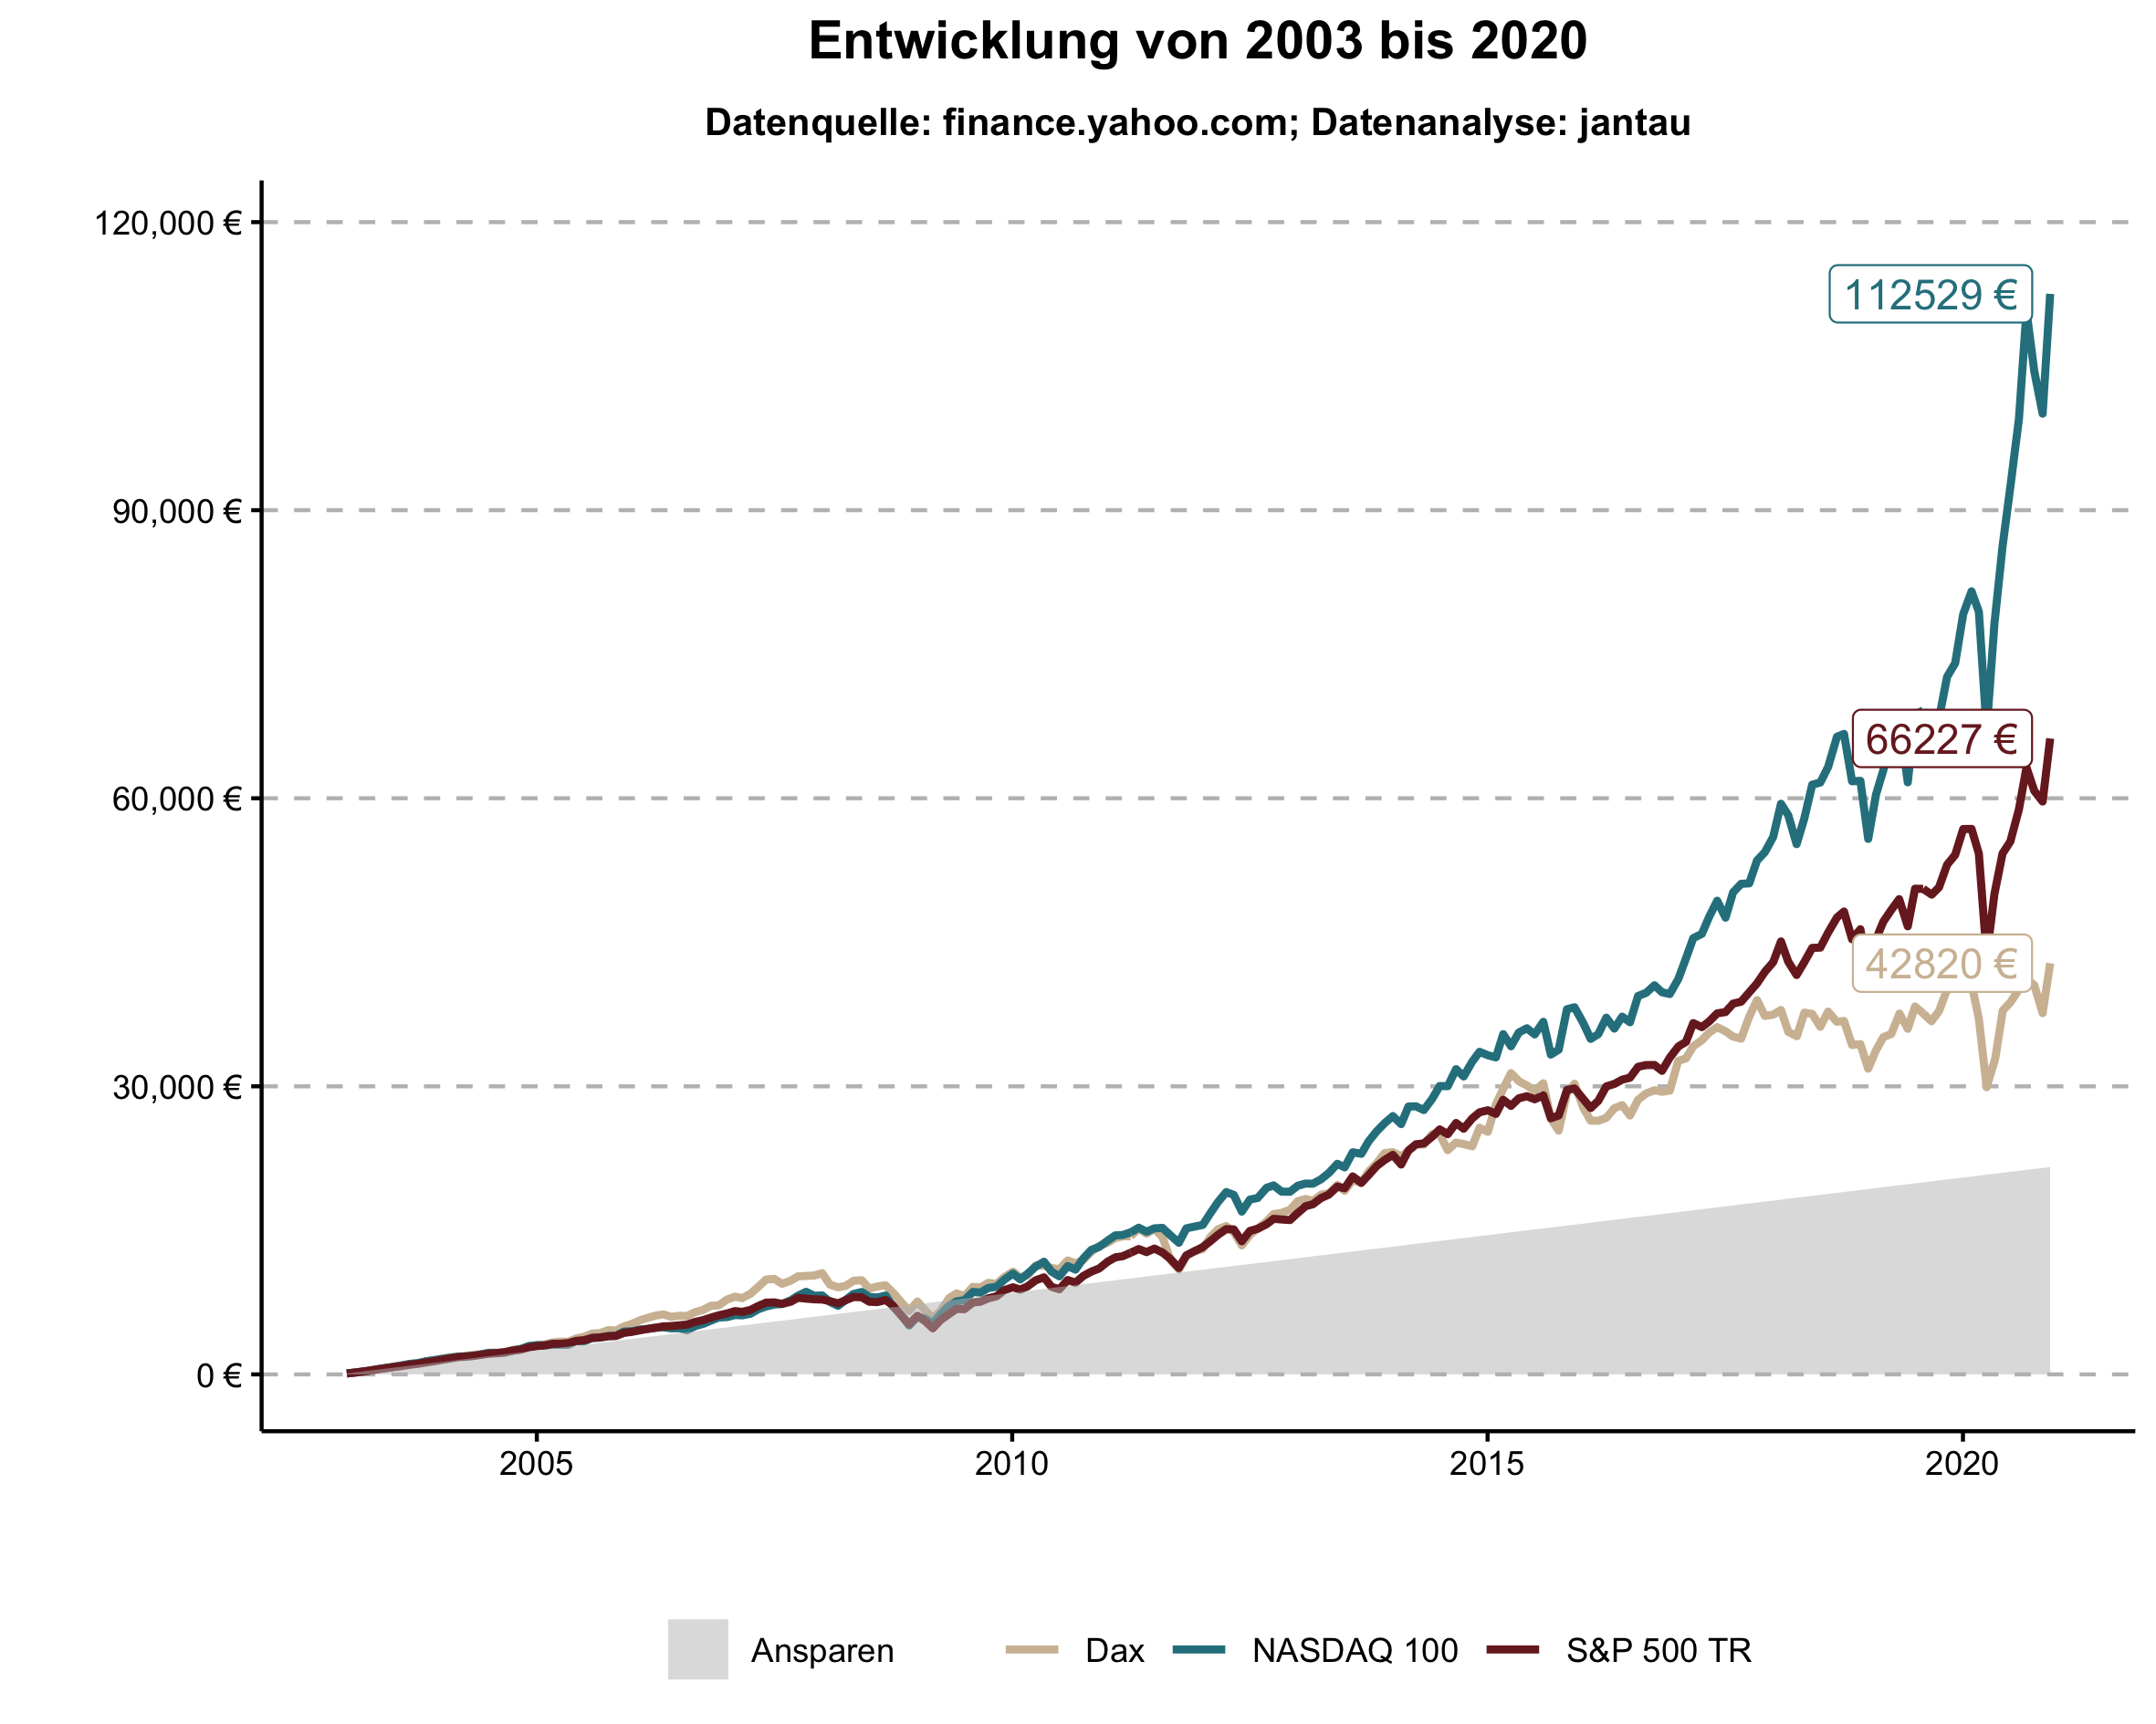 Entwicklung von 2003 bis 2020
Datenquelle: finance.yahoo.com; Datenanalyse: jantau
120,000 €
112529 €
90,000 €
66227 €
60,000 €
42820 €
30,000 €
0 €
2005 2010 2015 2020
Ansparen Dax NASDAQ 100 S&P 500 TR